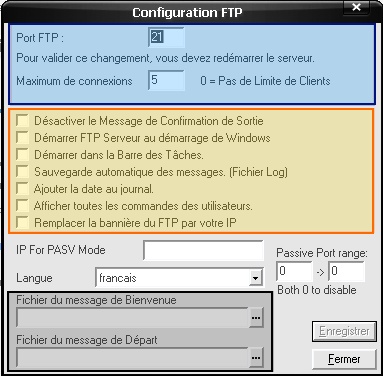 Configuration FTP
Port FTP :
21
Pour valider ce changement, vous devez redémarrer le serveur.
Maximum de connexions
5
0 = Pas de Limite de Clients
Désactiver le Message de Confirmation de Sortie
Démarrer FTP Serveur au démarrage de Windows
Démarrer dans la Barre des Tâches.
Sauvegarde automatique des messages. (Fichier Log)
Ajouter la date au journal.
Afficher toutes les commandes des utilisateurs.
Remplacer la bannière du FTP par votre IP
IP For PASV Mode
Passive Port range:
0 -> 0
Both 0 to disable
Langue
francais
Fichier du message de Bienvenue
...
Fichier du message de Départ
...
Enregistrer
Fermer